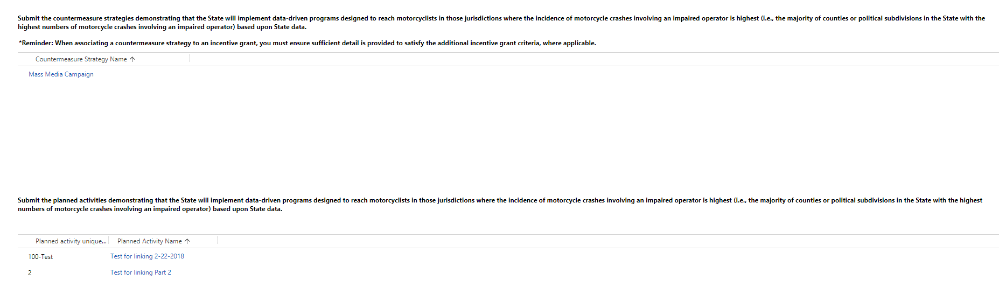 Submit the countermeasure strategies demonstrating that the State will implement data-driven programs designed to reach motorcyclists in those jurisdictions where the incidence of motorcycle crashes involving an impaired operator is highest (i.e., the majority of counties or political subdivisions in the State with the
highest numbers of motorcycle crashes involving an impaired operator) based upon State data.
*Reminder: When associating a countermeasure strategy to an incentive grant, you must ensure sufficient detail is provided to satisfy the additional incentive grant criteria, where applicable.
Countermeasure Strategy Name ↑
Mass Media Campaign
Submit the planned activities demonstrating that the State will implement data-driven programs designed to reach motorcyclists in those jurisdictions where the incidence of motorcycle crashes involving an impaired operator is highest (i.e., the majority of counties or political subdivisions in the State with the highest
numbers of motorcycle crashes involving an impaired operator) based upon State data.
Planned activity unique... Planned Activity Name ↑
100-Test Test for linking 2-22-2018
2 Test for linking Part 2